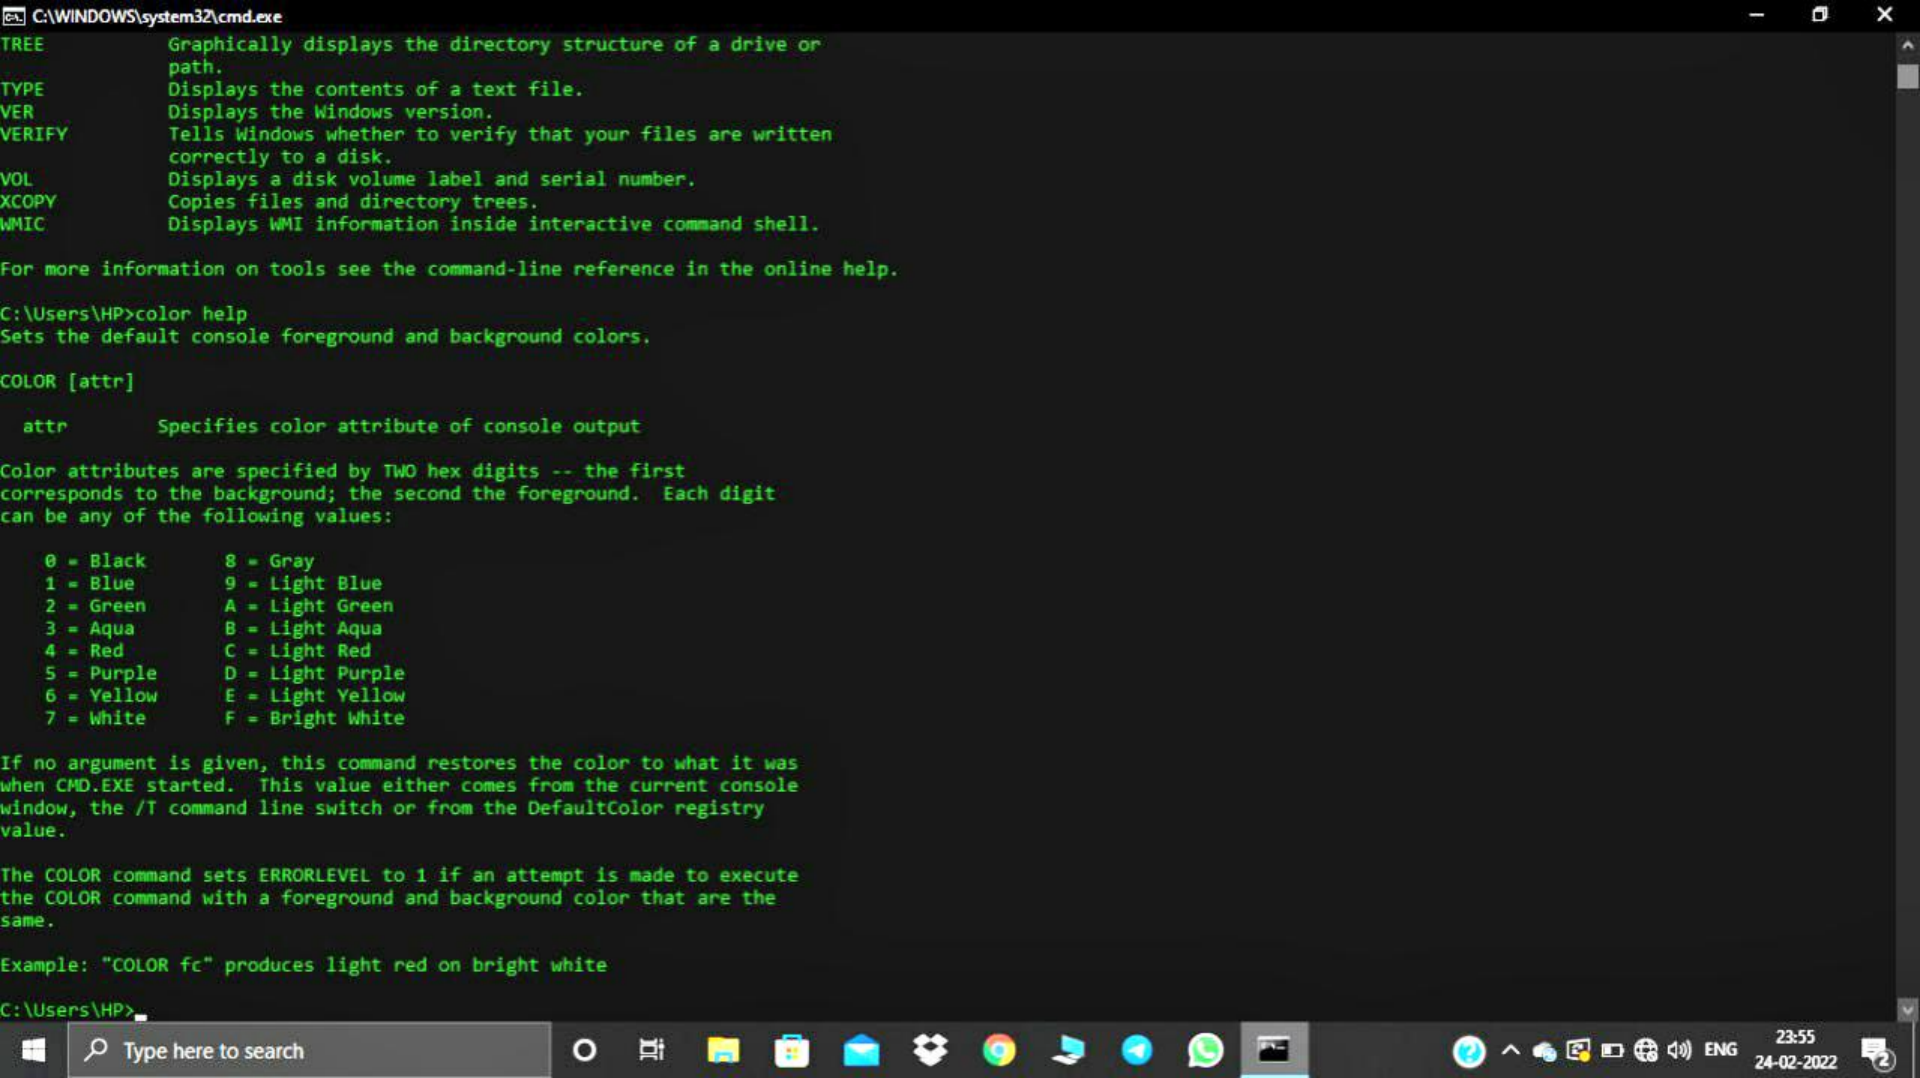 C:\WINDOWS\system32\cmd.exe
TREE           Graphically displays the directory structure of a drive or
               path.
TYPE           Displays the contents of a text file.
VER            Displays the Windows version.
VERIFY         Tells Windows whether to verify that your files are written
               correctly to a disk.
VOL            Displays a disk volume label and serial number.
XCOPY          Copies files and directory trees.
WMIC           Displays WMI information inside interactive command shell.
For more information on tools see the command-line reference in the online help.
C:\Users\HP>color help
Sets the default console foreground and background colors.
COLOR [attr]
  attr        Specifies color attribute of console output
Color attributes are specified by TWO hex digits -- the first
corresponds to the background; the second the foreground.  Each digit
can be any of the following values:
    0 = Black       8 = Gray
    1 = Blue        9 = Light Blue
    2 = Green       A = Light Green
    3 = Aqua        B = Light Aqua
    4 = Red         C = Light Red
    5 = Purple      D = Light Purple
    6 = Yellow      E = Light Yellow
    7 = White       F = Bright White
If no argument is given, this command restores the color to what it was
when CMD.EXE started.  This value either comes from the current console
window, the /T command line switch or from the DefaultColor registry
value.
The COLOR command sets ERRORLEVEL to 1 if an attempt is made to execute
the COLOR command with a foreground and background color that are the
same.
Example: "COLOR fc" produces light red on bright white
C:\Users\HP>
Type here to search
ENG
23:55
24-02-2022
2